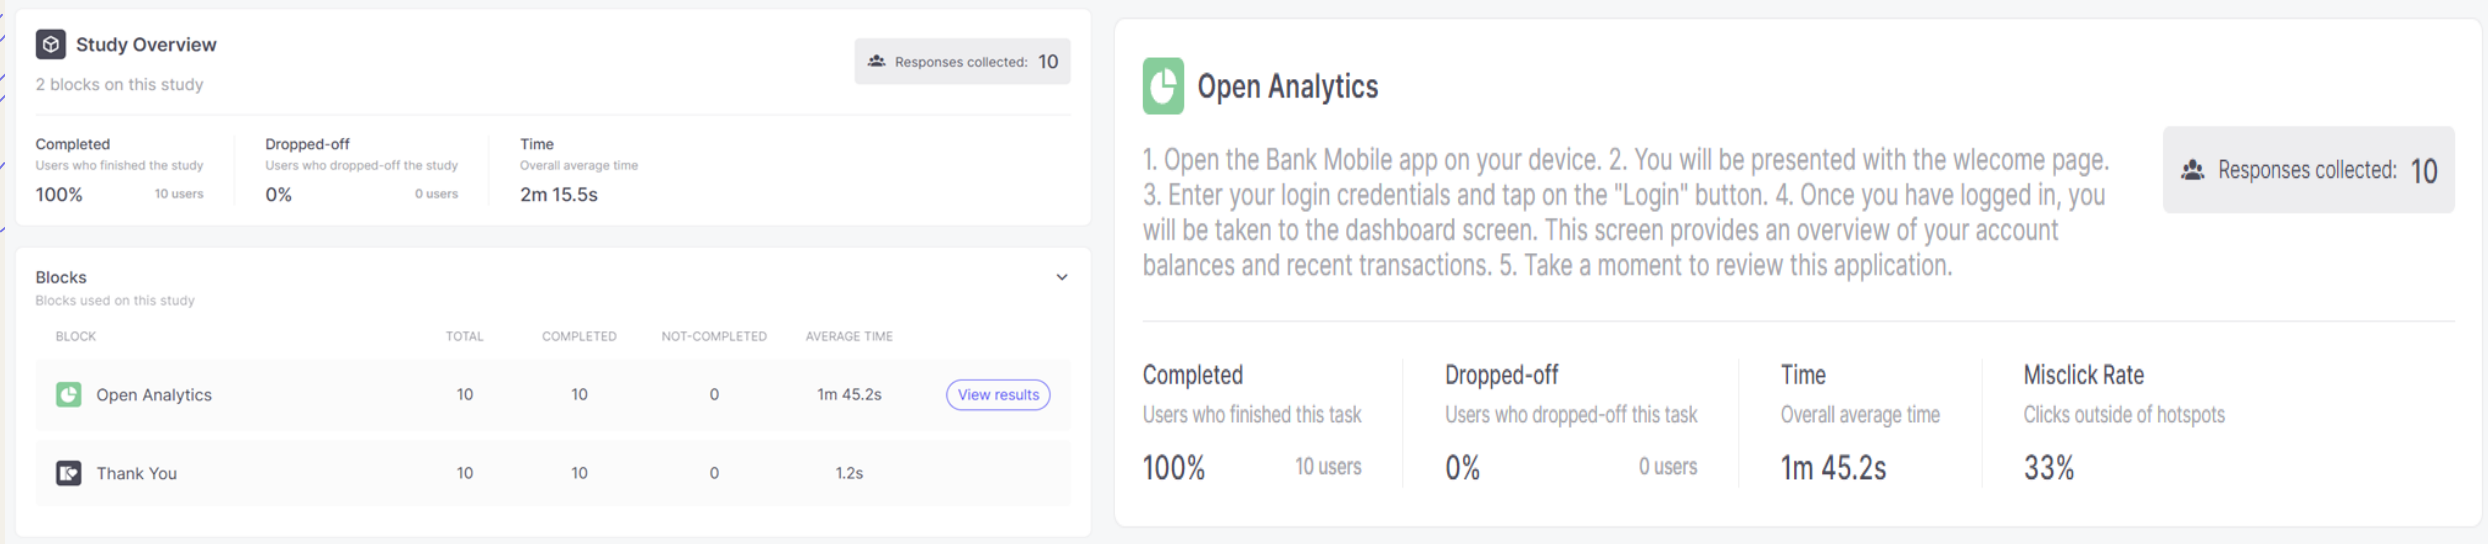 Study Overview
Responses collected: 10
2 blocks on this study
Completed
Users who finished the study
100% 10 users
Dropped-off
Users who dropped-off the study
0% 0 users
Time
Overall average time
2m 15.5s
Blocks
Blocks used on this study
BLOCK TOTAL COMPLETED NOT-COMPLETED AVERAGE TIME
Open Analytics 10 10 0 1m 45.2s View results
Thank You 10 10 0 1.2s
Open Analytics
1. Open the Bank Mobile app on your device. 2. You will be presented with the wlecome page.
3. Enter your login credentials and tap on the "Login" button. 4. Once you have logged in, you
will be taken to the dashboard screen. This screen provides an overview of your account
balances and recent transactions. 5. Take a moment to review this application.
Responses collected: 10
Completed
Users who finished this task
100% 10 users
Dropped-off
Users who dropped-off this task
0% 0 users
Time
Overall average time
1m 45.2s
Misclick Rate
Clicks outside of hotspots
33%